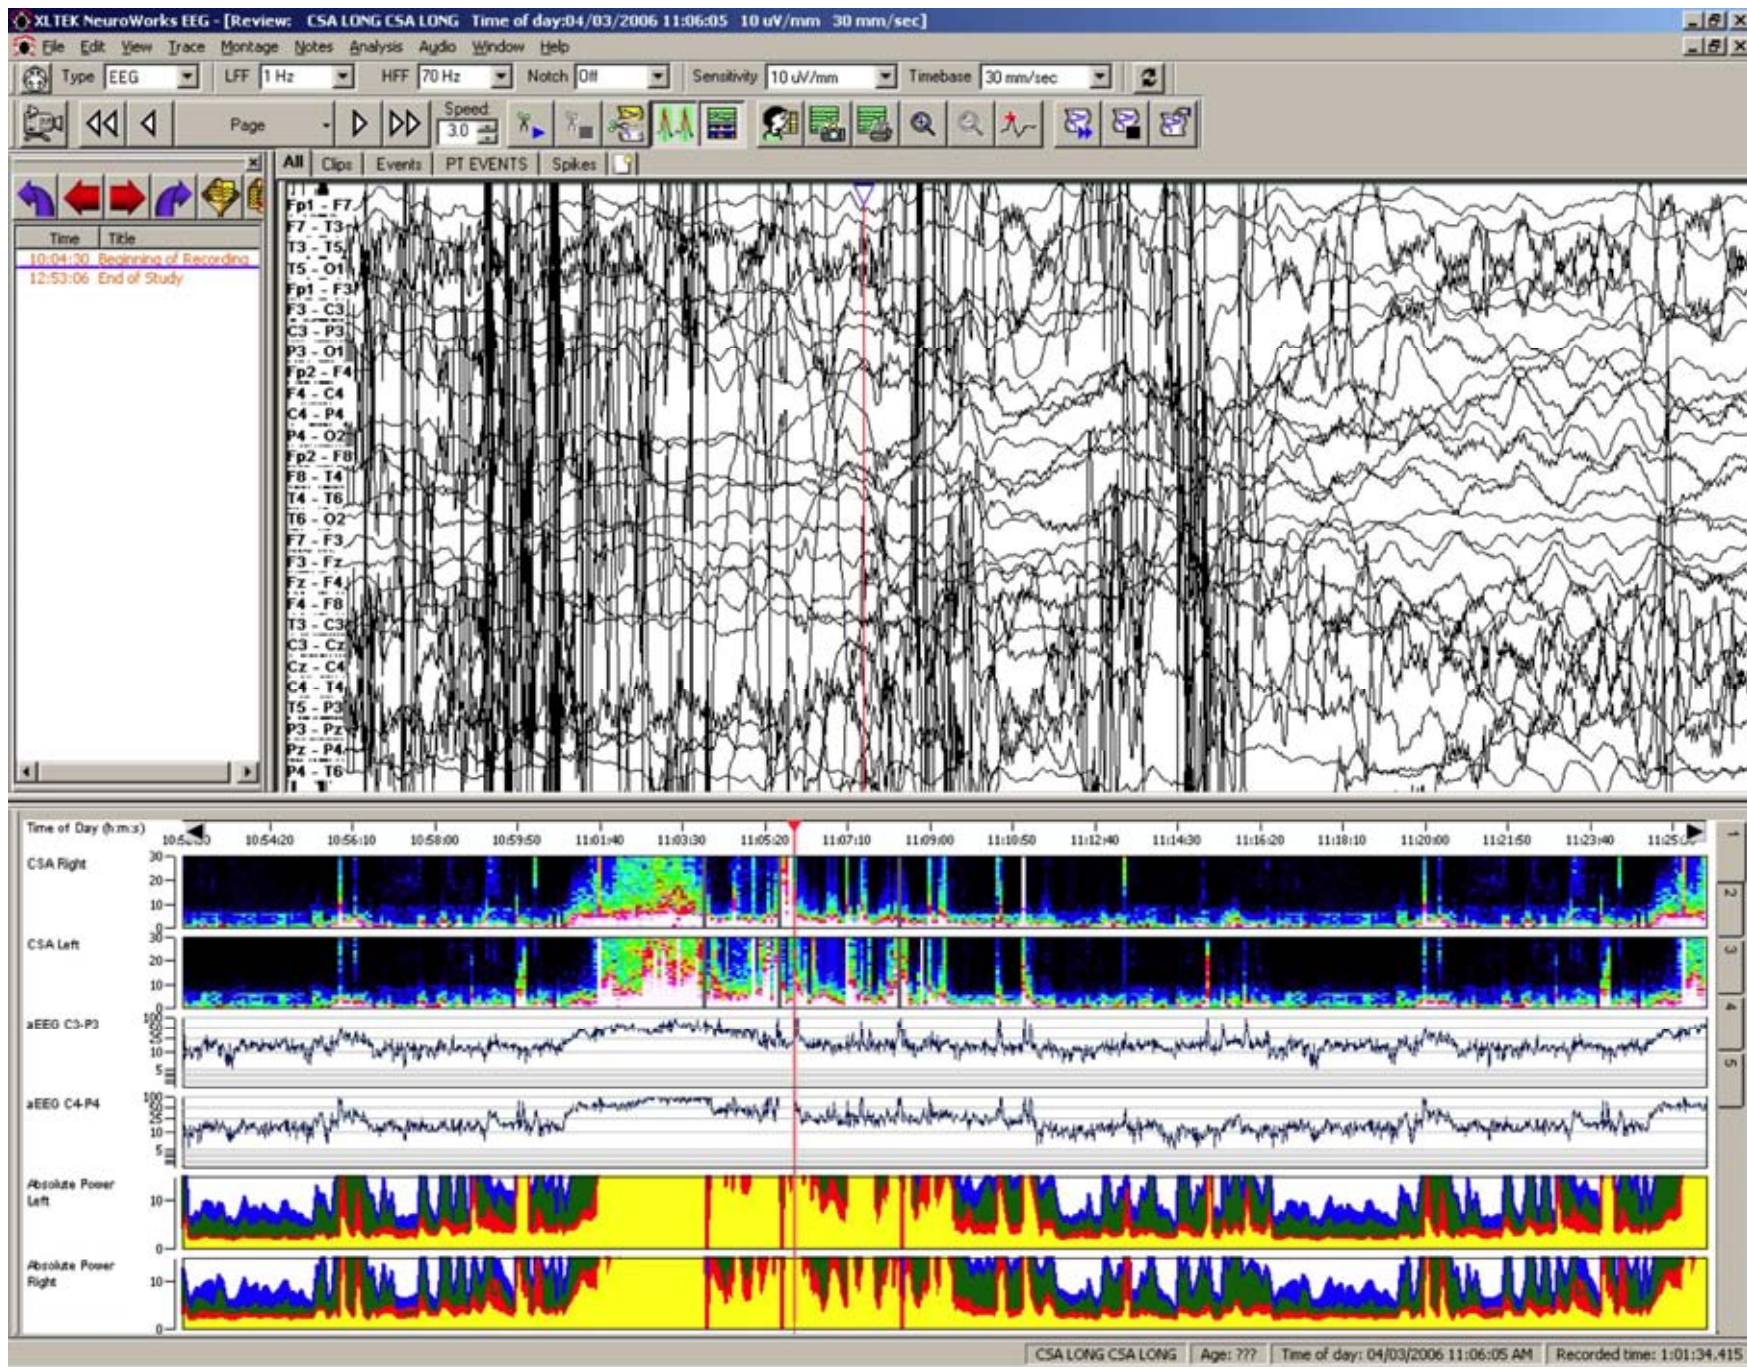 XLTEK NeuroWorks EEG - [Review: CSA LONG CSA LONG Time of day:04/03/2006 11:06:05 10 uV/mm 30 mm/sec]
File Edit View Trace Montage Notes Analysis Audio Window Help
Type EEG LFF 1 Hz HFF 70 Hz Notch Off Sensitivity 10 uV/mm Timebase 30 mm/sec
Page Speed: 3.0
All Clips Events PT EVENTS Spikes
Time Title
10:04:30 Beginning of Recording
12:53:06 End of Study
Fp1 - F7
F7 - T3
T3 - T5
T5 - O1
Fp1 - F3
F3 - C3
C3 - P3
P3 - O1
Fp2 - F4
F4 - C4
C4 - P4
P4 - O2
Fp2 - F8
F8 - T4
T4 - T6
T6 - O2
F7 - F3
F3 - Fz
Fz - F4
F4 - F8
T3 - C3
C3 - Cz
Cz - C4
C4 - T4
T5 - P3
P3 - Pz
Pz - P4
P4 - T6
Time of Day (h:m:s)
10:54:20 10:56:10 10:58:00 10:59:50 11:01:40 11:03:30 11:05:20 11:07:10 11:09:00 11:10:50 11:12:40 11:14:30 11:16:20 11:18:10 11:20:00 11:21:50 11:23:40
CSA Right
30
20
10
0
CSA Left
30
20
10
0
aEEG C3-P3
100
50
25
10
5
aEEG C4-P4
100
50
25
10
5
Absolute Power
Left
10
0
Absolute Power
Right
10
0
1
2
3
4
5
CSA LONG CSA LONG Age: ??? Time of day: 04/03/2006 11:06:05 AM Recorded time: 1:01:34.415